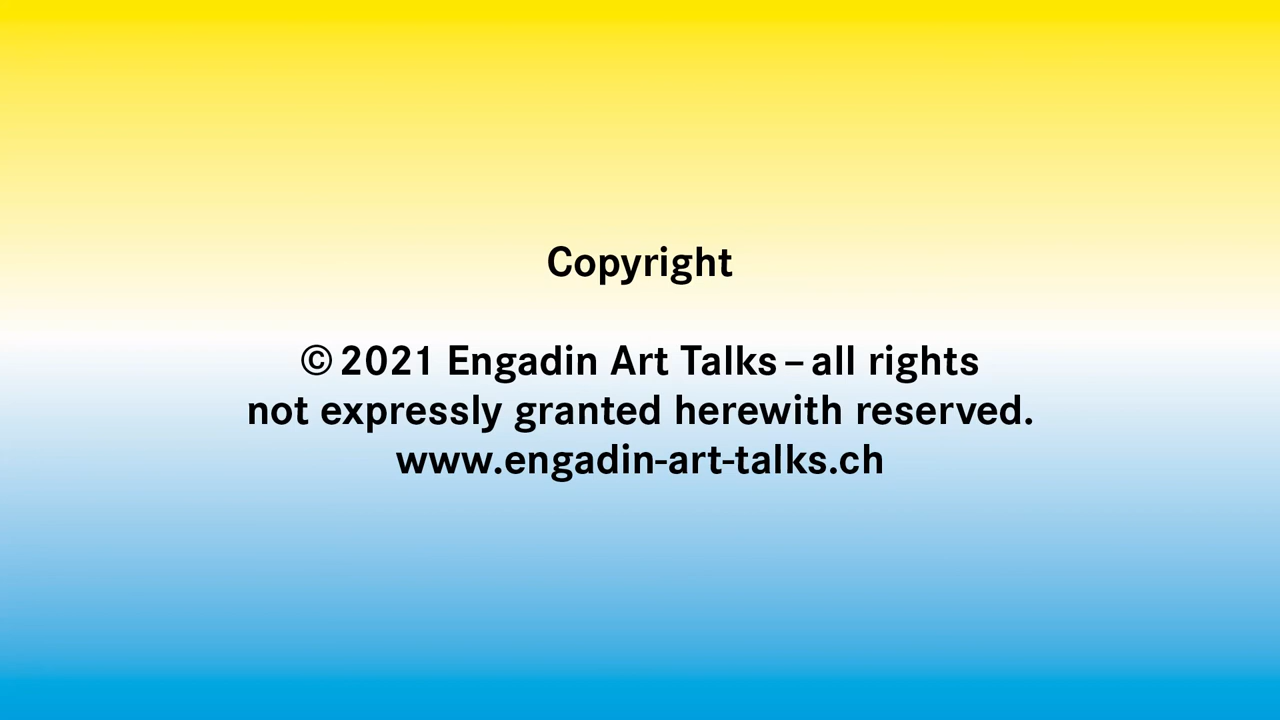 Copyright
© 2021 Engadin Art Talks – all rights
not expressly granted herewith reserved.
www.engadin-art-talks.ch